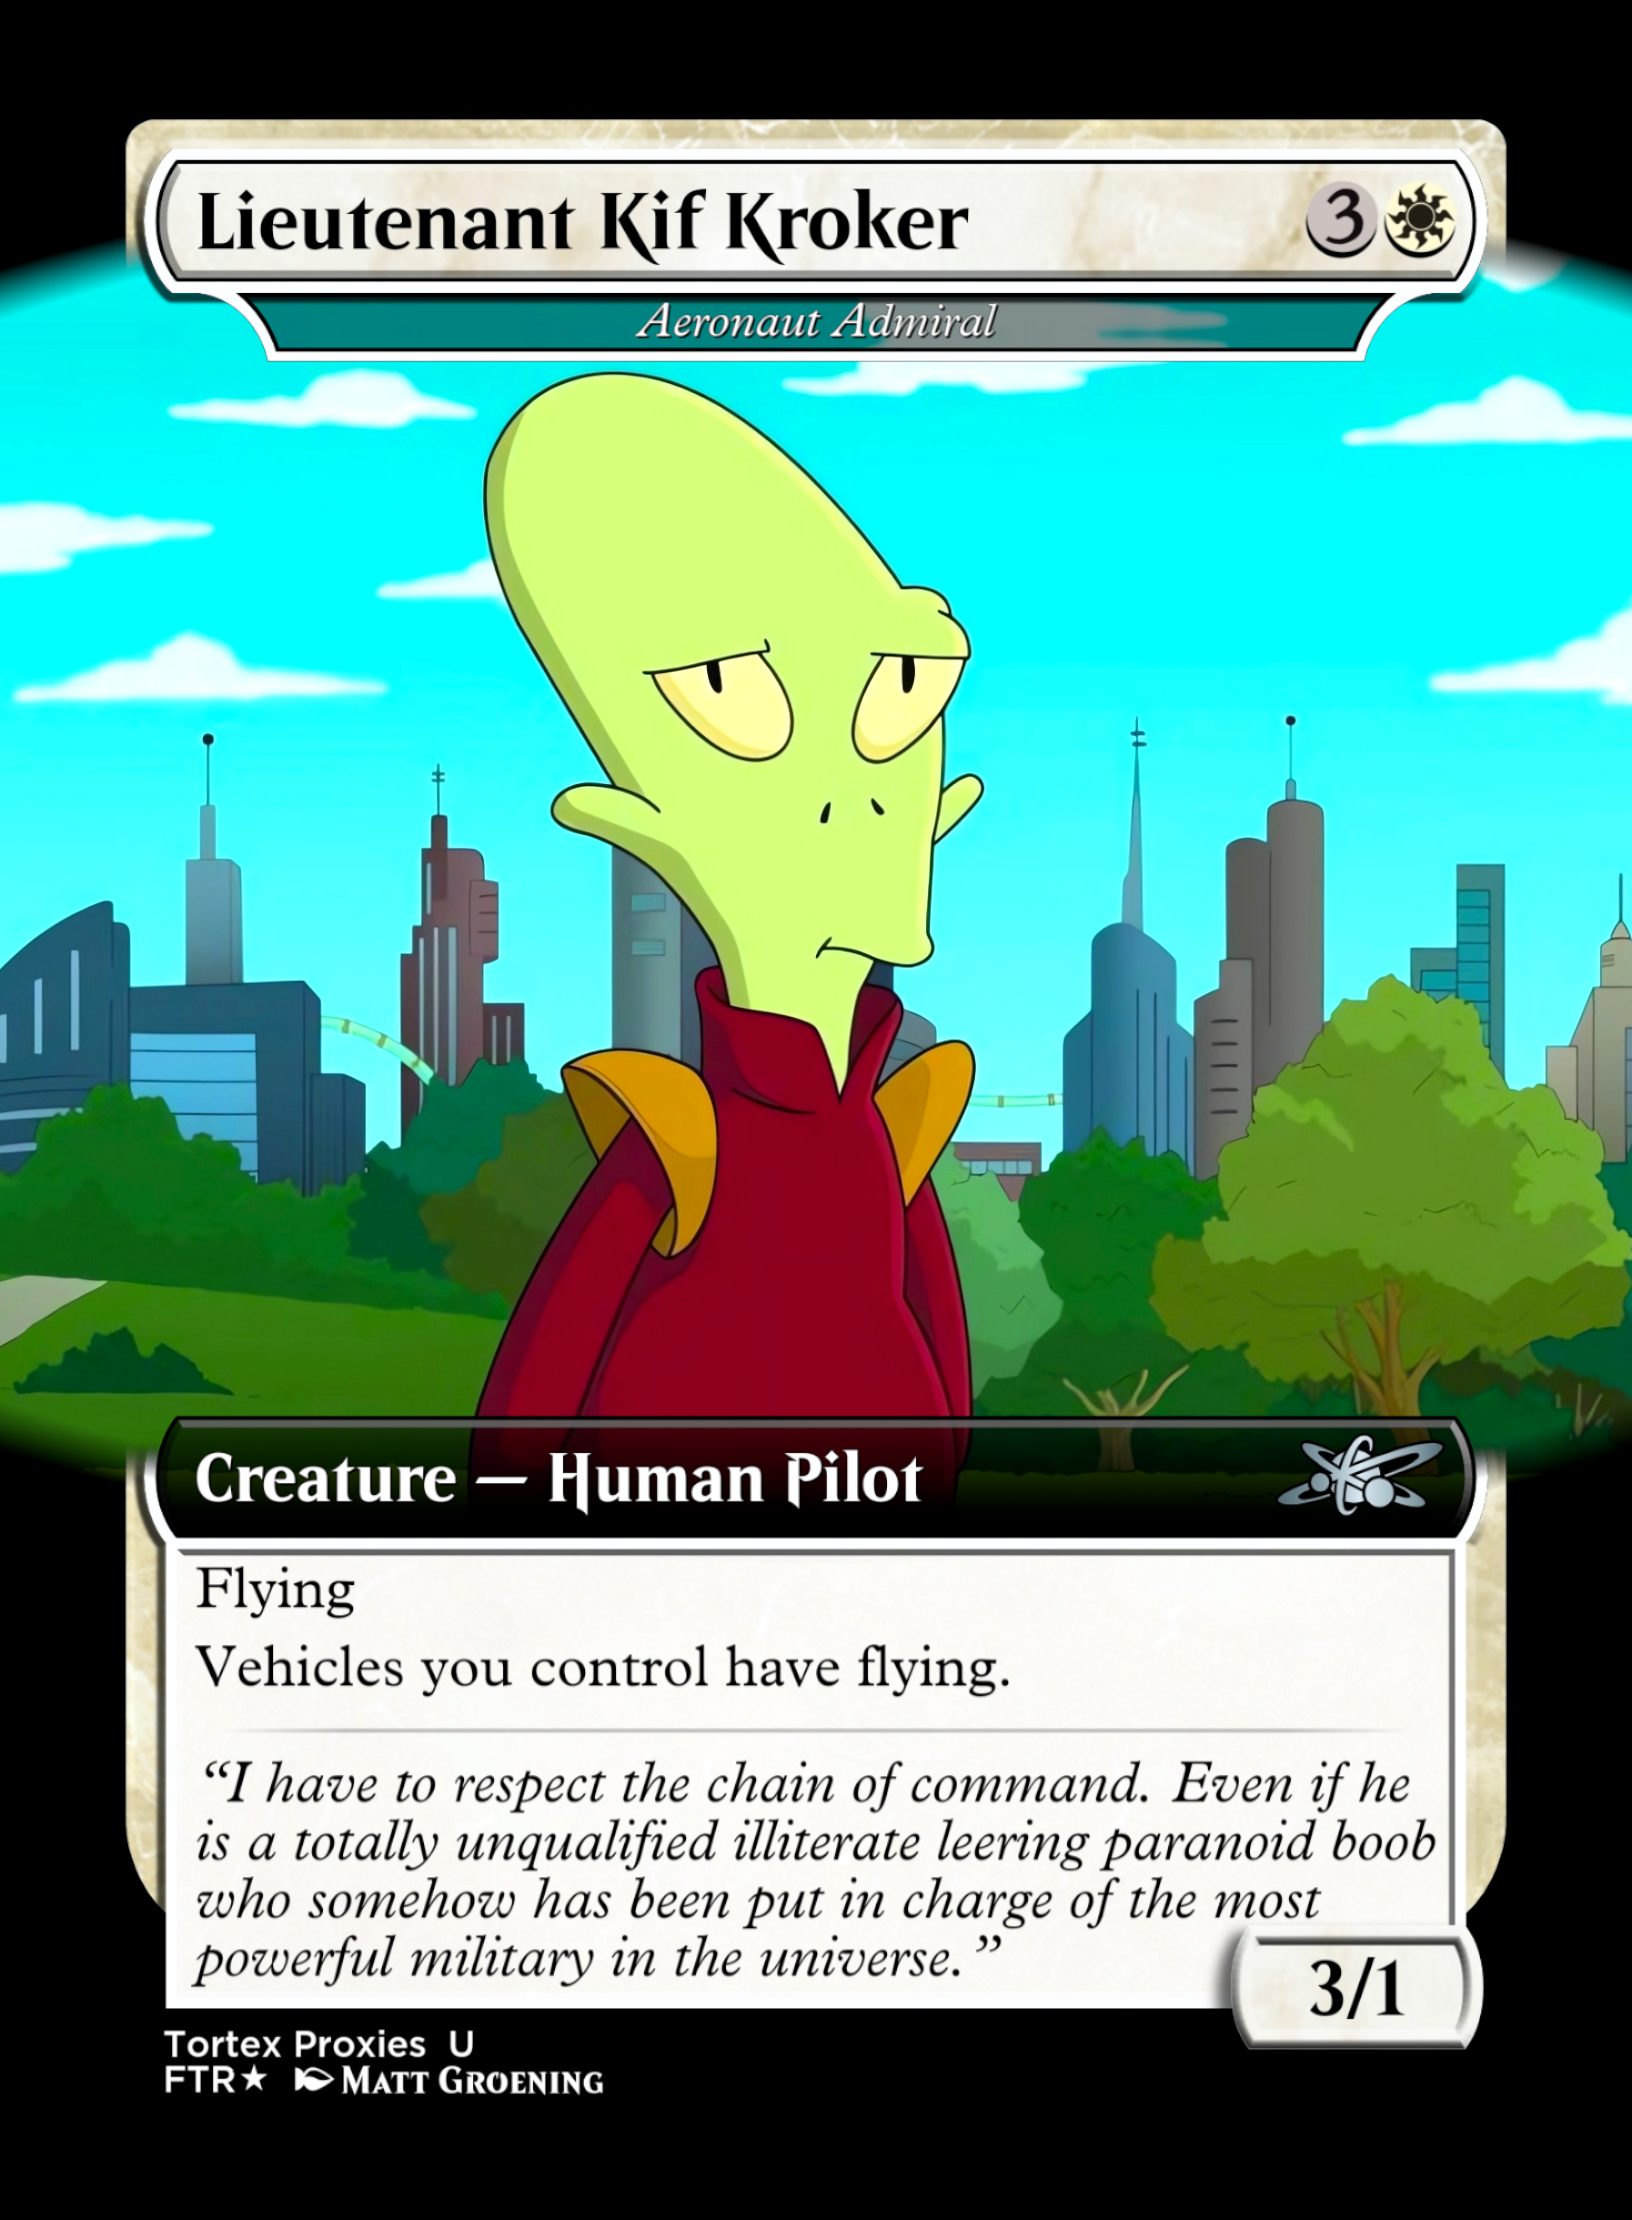 Lieutenant Kif Kroker 3
Aeronaut Admiral
Creature — Human Pilot
Flying
Vehicles you control have flying.
“I have to respect the chain of command. Even if he
is a totally unqualified illiterate leering paranoid boob
who somehow has been put in charge of the most
powerful military in the universe.”
3/1
Tortex Proxies U
FTR★ Matt Groening